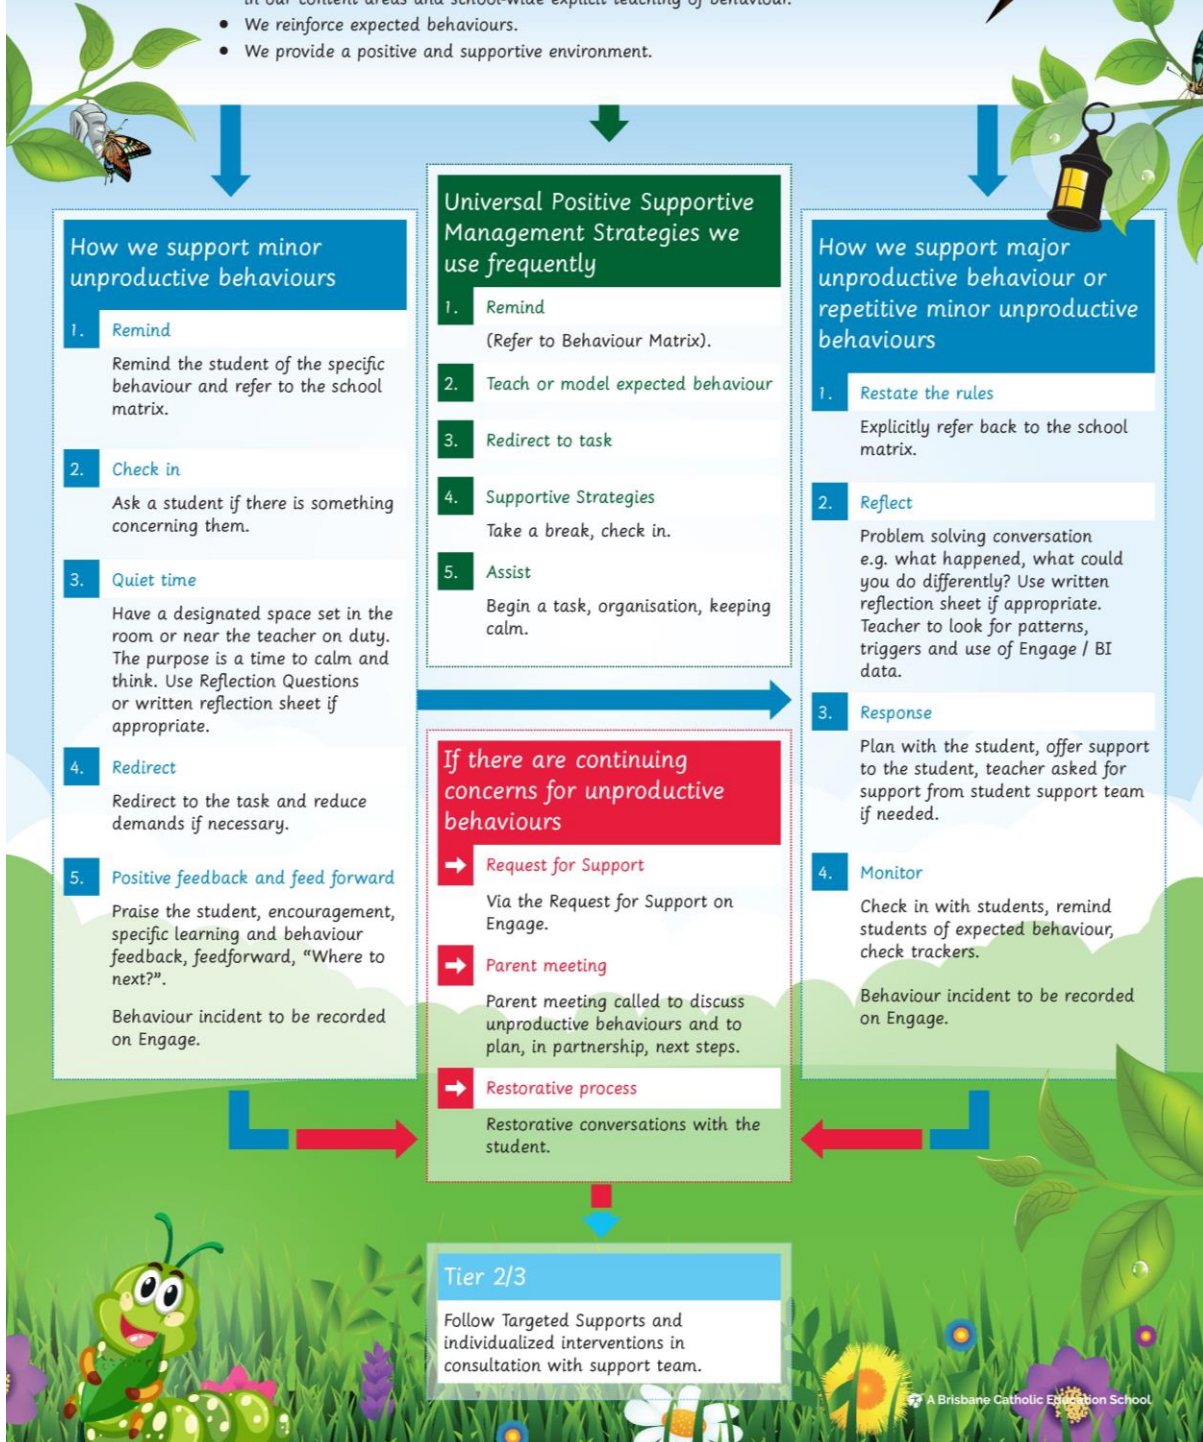 in our content areas and school-wide explicit teaching of behaviour.
• We reinforce expected behaviours.
• We provide a positive and supportive environment.
How we support minor
unproductive behaviours
1. Remind
Remind the student of the specific
behaviour and refer to the school
matrix.
2. Check in
Ask a student if there is something
concerning them.
3. Quiet time
Have a designated space set in the
room or near the teacher on duty.
The purpose is a time to calm and
think. Use Reflection Questions
or written reflection sheet if
appropriate.
4. Redirect
Redirect to the task and reduce
demands if necessary.
5. Positive feedback and feed forward
Praise the student, encouragement,
specific learning and behaviour
feedback, feedforward, “Where to
next?”.
Behaviour incident to be recorded
on Engage.
Universal Positive Supportive
Management Strategies we
use frequently
1. Remind
(Refer to Behaviour Matrix).
2. Teach or model expected behaviour
3. Redirect to task
4. Supportive Strategies
Take a break, check in.
5. Assist
Begin a task, organisation, keeping
calm.
If there are continuing
concerns for unproductive
behaviours
Request for Support
Via the Request for Support on
Engage.
Parent meeting
Parent meeting called to discuss
unproductive behaviours and to
plan, in partnership, next steps.
Restorative process
Restorative conversations with the
student.
How we support major
unproductive behaviour or
repetitive minor unproductive
behaviours
1. Restate the rules
Explicitly refer back to the school
matrix.
2. Reflect
Problem solving conversation
e.g. what happened, what could
you do differently? Use written
reflection sheet if appropriate.
Teacher to look for patterns,
triggers and use of Engage / BI
data.
3. Response
Plan with the student, offer support
to the student, teacher asked for
support from student support team
if needed.
4. Monitor
Check in with students, remind
students of expected behaviour,
check trackers.
Behaviour incident to be recorded
on Engage.
Tier 2/3
Follow Targeted Supports and
individualized interventions in
consultation with support team.
A Brisbane Catholic Education School